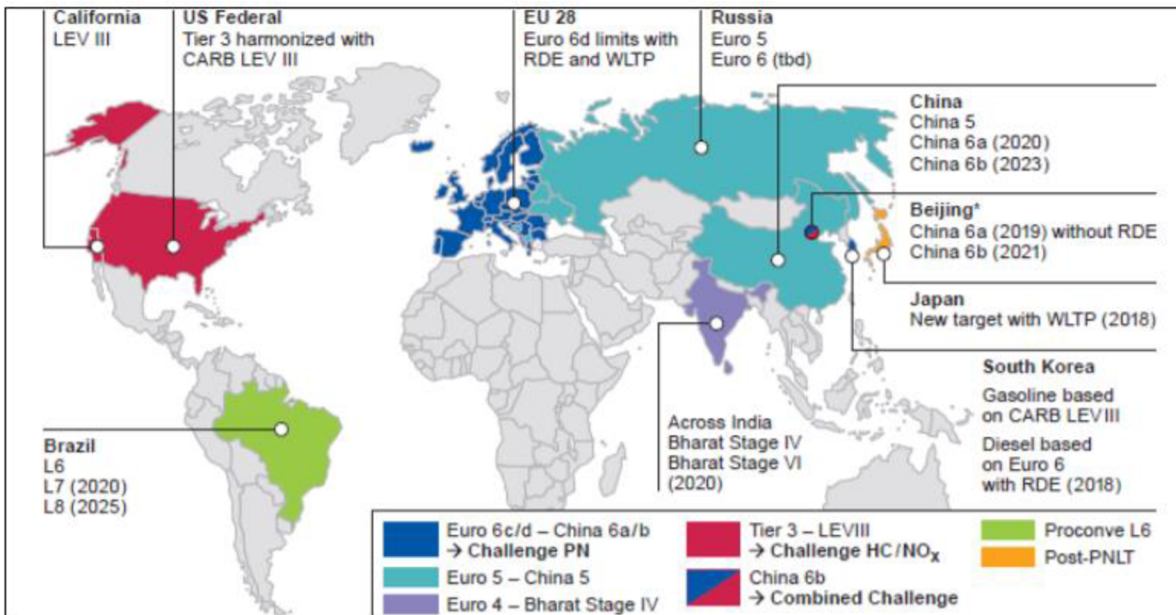 California
LEV III
US Federal
Tier 3 harmonized with
CARB LEV III
EU 28
Euro 6d limits with
RDE and WLTP
Russia
Euro 5
Euro 6 (tbd)
China
China 5
China 6a (2020)
China 6b (2023)
Beijing*
China 6a (2019) without RDE
China 6b (2021)
Japan
New target with WLTP (2018)
South Korea
Gasoline based
on CARB LEVIII
Diesel based
on Euro 6
with RDE (2018)
Across India
Bharat Stage IV
Bharat Stage VI
(2020)
Brazil
L6
L7 (2020)
L8 (2025)
Euro 6c/d – China 6a/b
→ Challenge PN
Euro 5 – China 5
Euro 4 – Bharat Stage IV
Tier 3 – LEVIII
→ Challenge HC/NOx
China 6b
→ Combined Challenge
Proconve L6
Post-PNLT